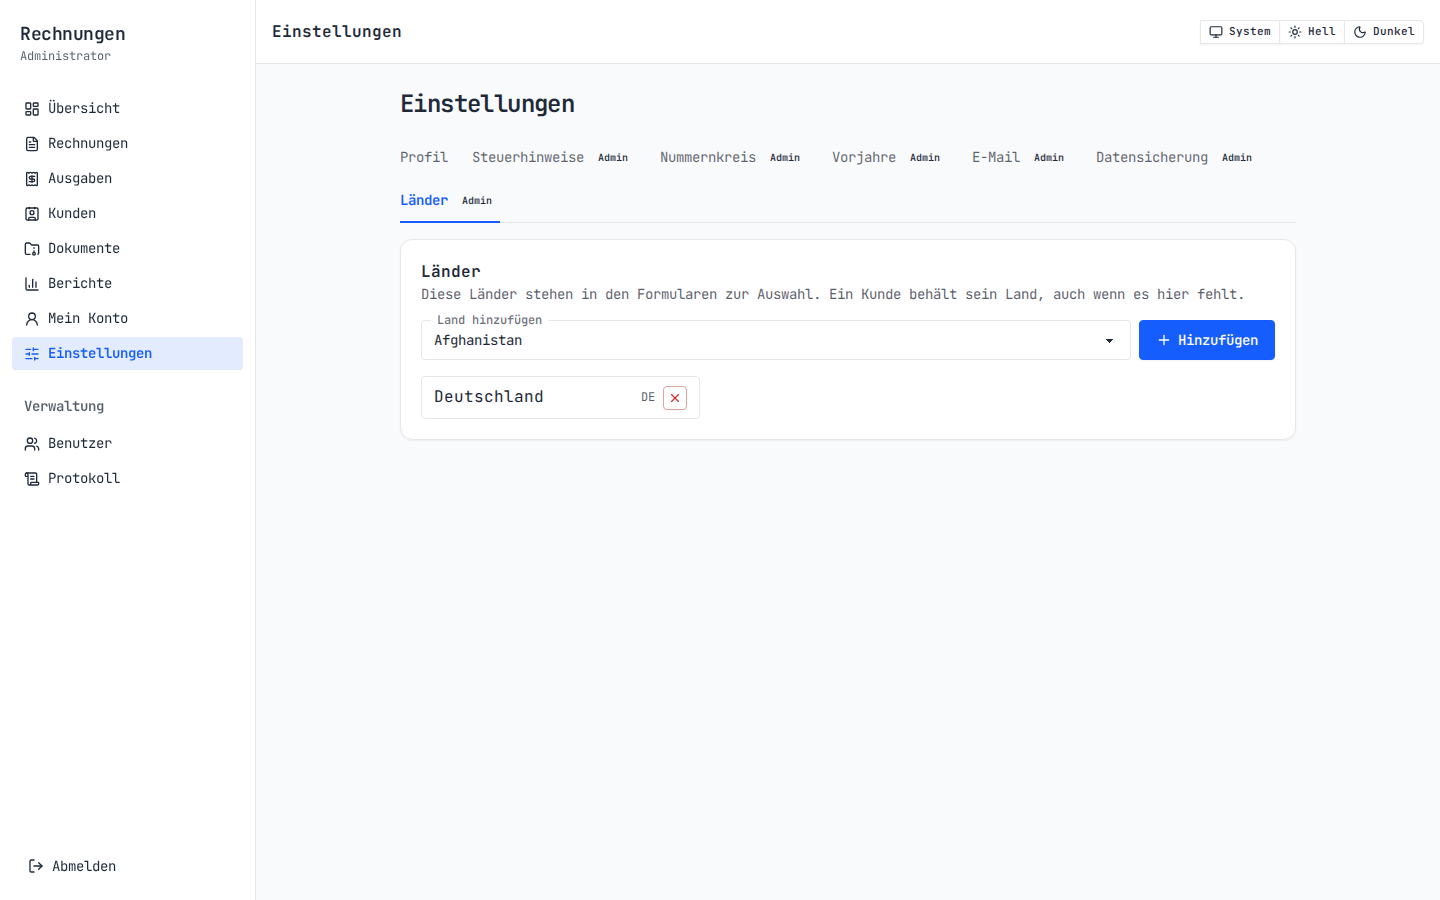 Rechnungen
Administrator
Übersicht
Rechnungen
Ausgaben
Kunden
Dokumente
Berichte
Mein Konto
Einstellungen
Verwaltung
Benutzer
Protokoll
Abmelden
Einstellungen
System Hell Dunkel
Einstellungen
Profil Steuerhinweise Admin Nummernkreis Admin Vorjahre Admin E-Mail Admin Datensicherung Admin
Länder Admin
Länder
Diese Länder stehen in den Formularen zur Auswahl. Ein Kunde behält sein Land, auch wenn es hier fehlt.
Land hinzufügen
Afghanistan
Hinzufügen
Deutschland DE